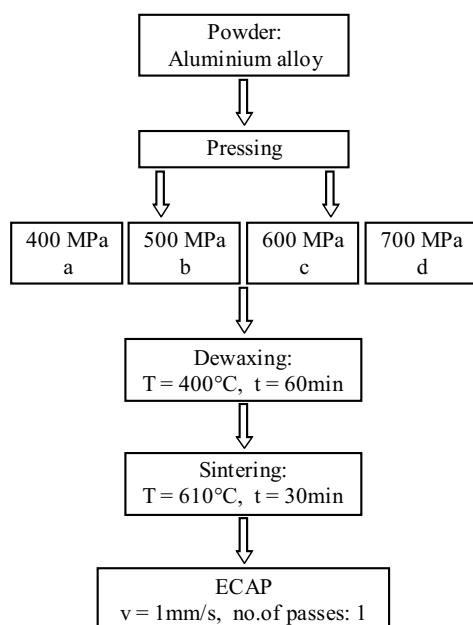 Powder:
Aluminium alloy
Pressing
400 MPa
a
500 MPa
b
600 MPa
c
700 MPa
d
Dewaxing:
T = 400°C, t = 60min
Sintering:
T = 610°C, t = 30min
ECAP
v = 1mm/s, no.of passes: 1